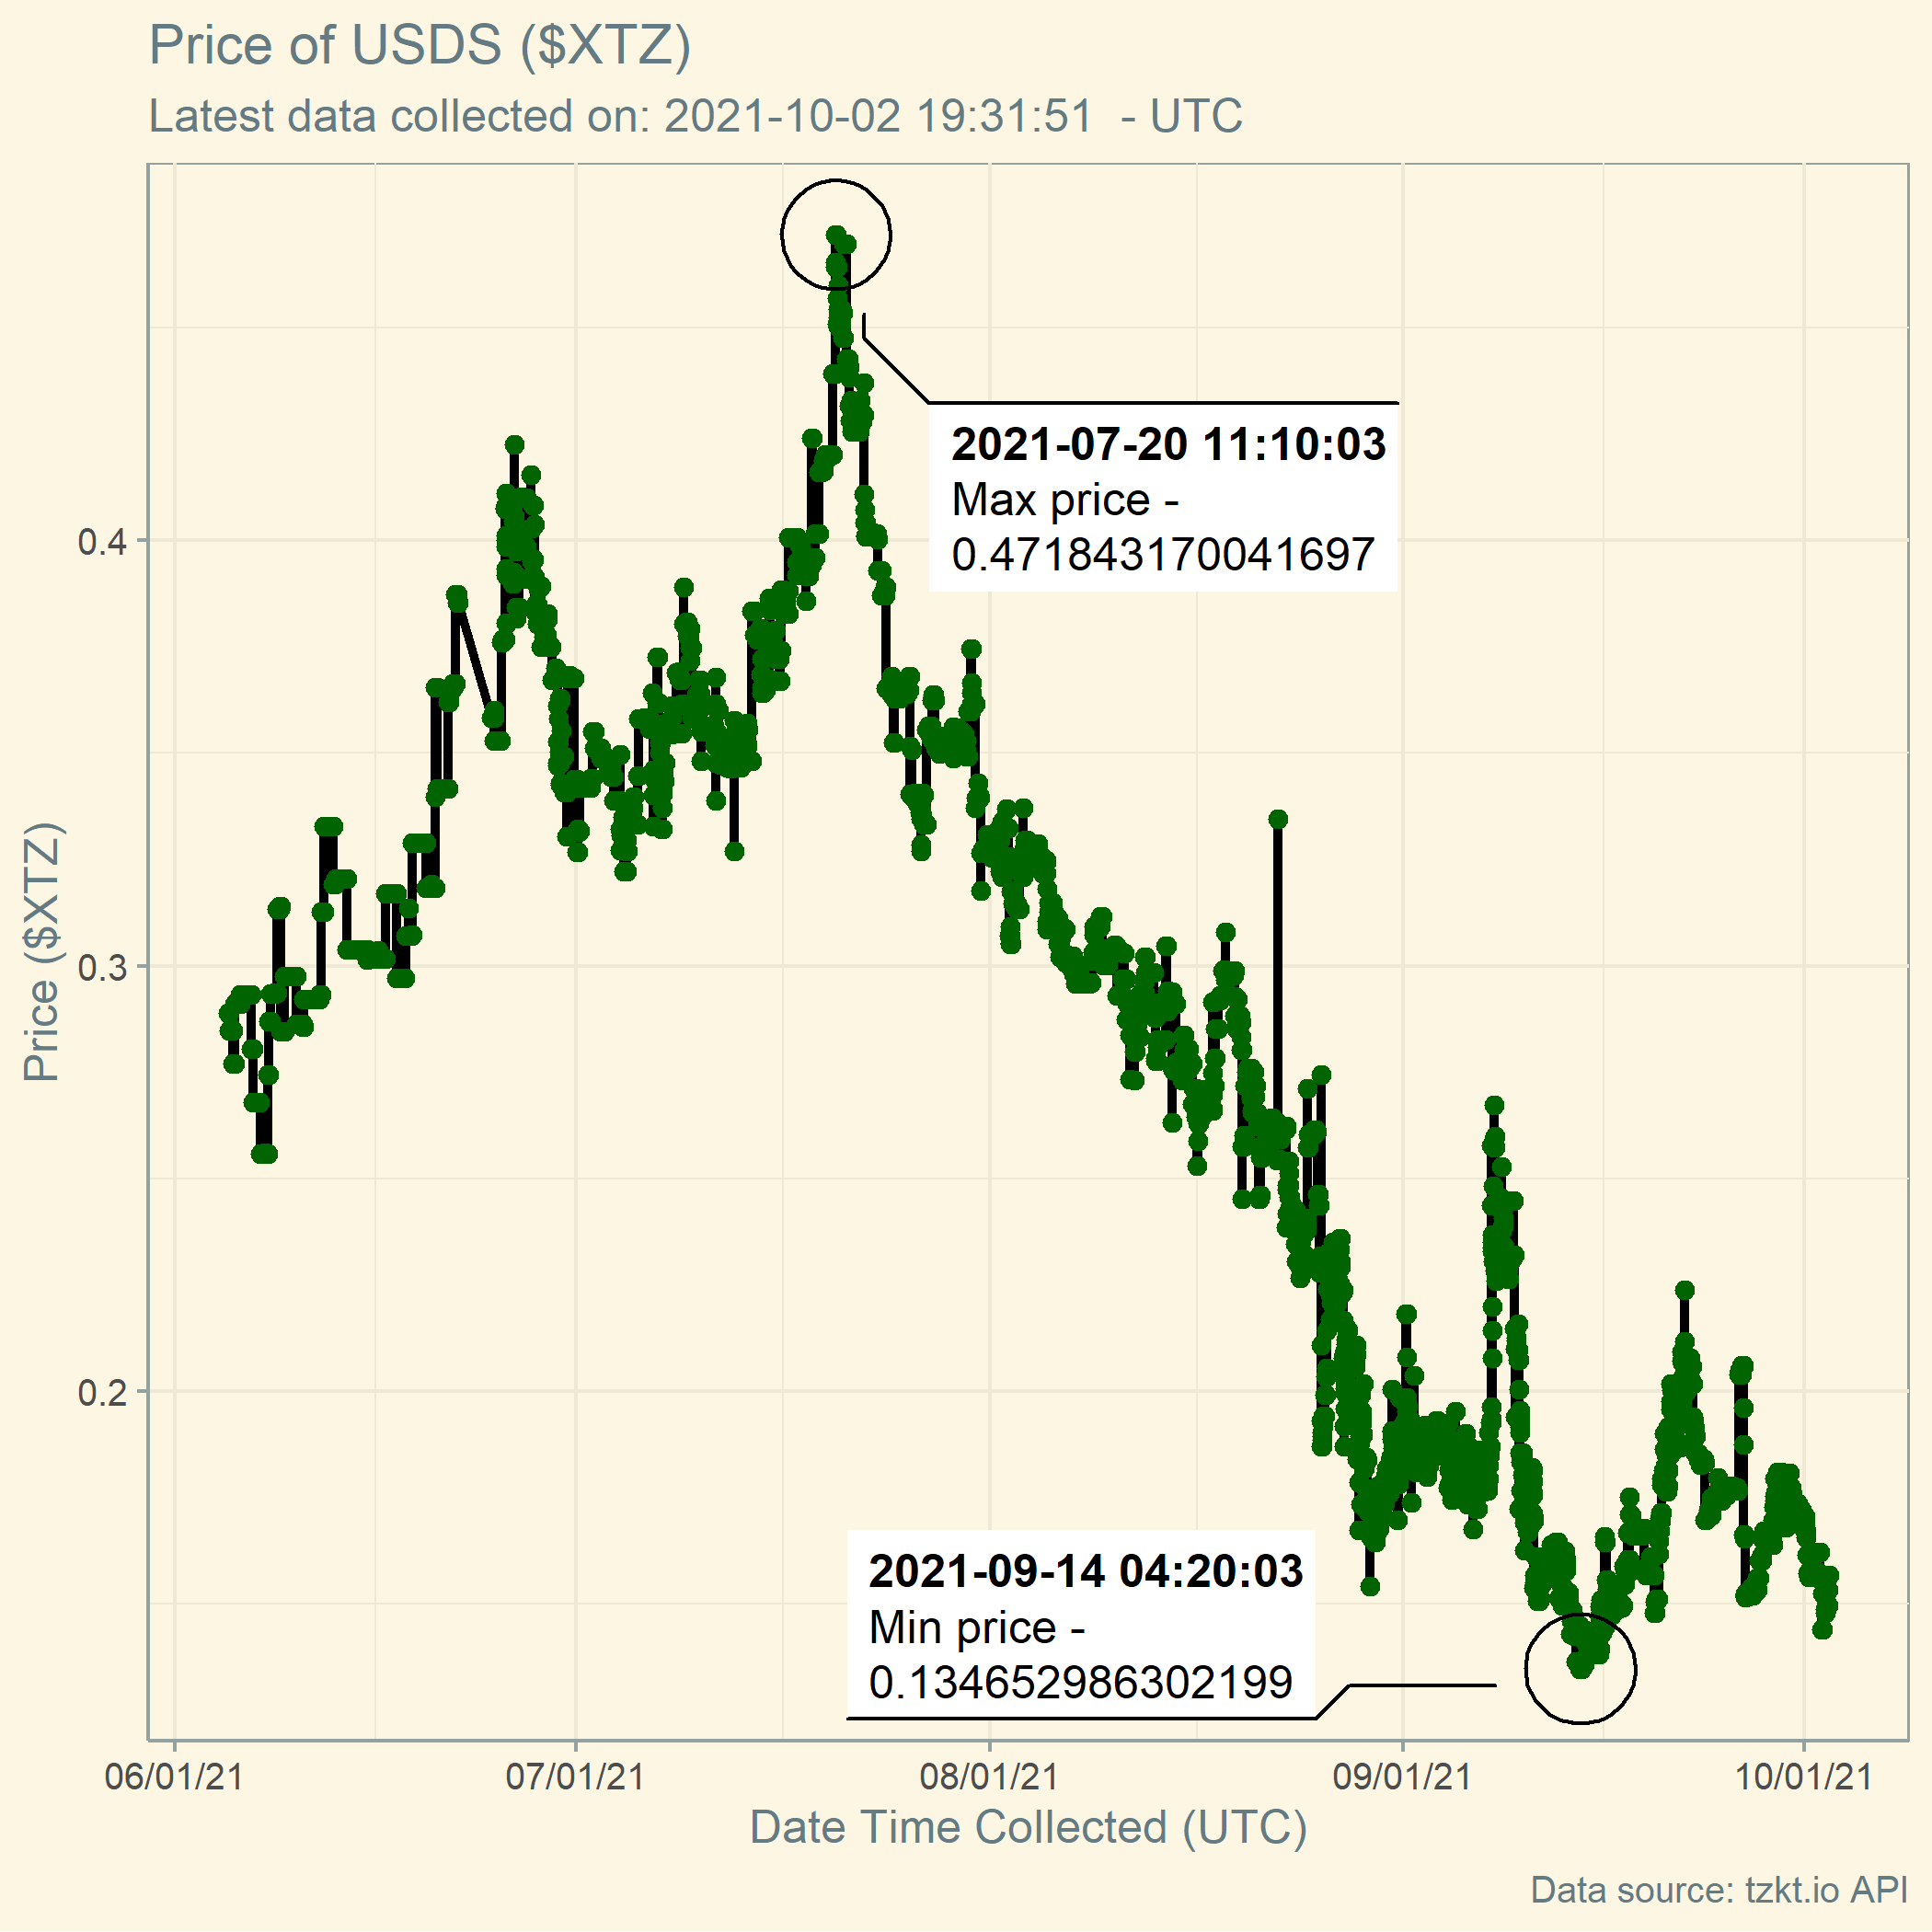 Price of USDS ($XTZ)
Latest data collected on: 2021-10-02 19:31:51  - UTC
Price ($XTZ)
0.4
0.3
0.2
2021-07-20 11:10:03
Max price -
0.471843170041697
2021-09-14 04:20:03
Min price -
0.134652986302199
06/01/21
07/01/21
08/01/21
09/01/21
10/01/21
Date Time Collected (UTC)
Data source: tzkt.io API